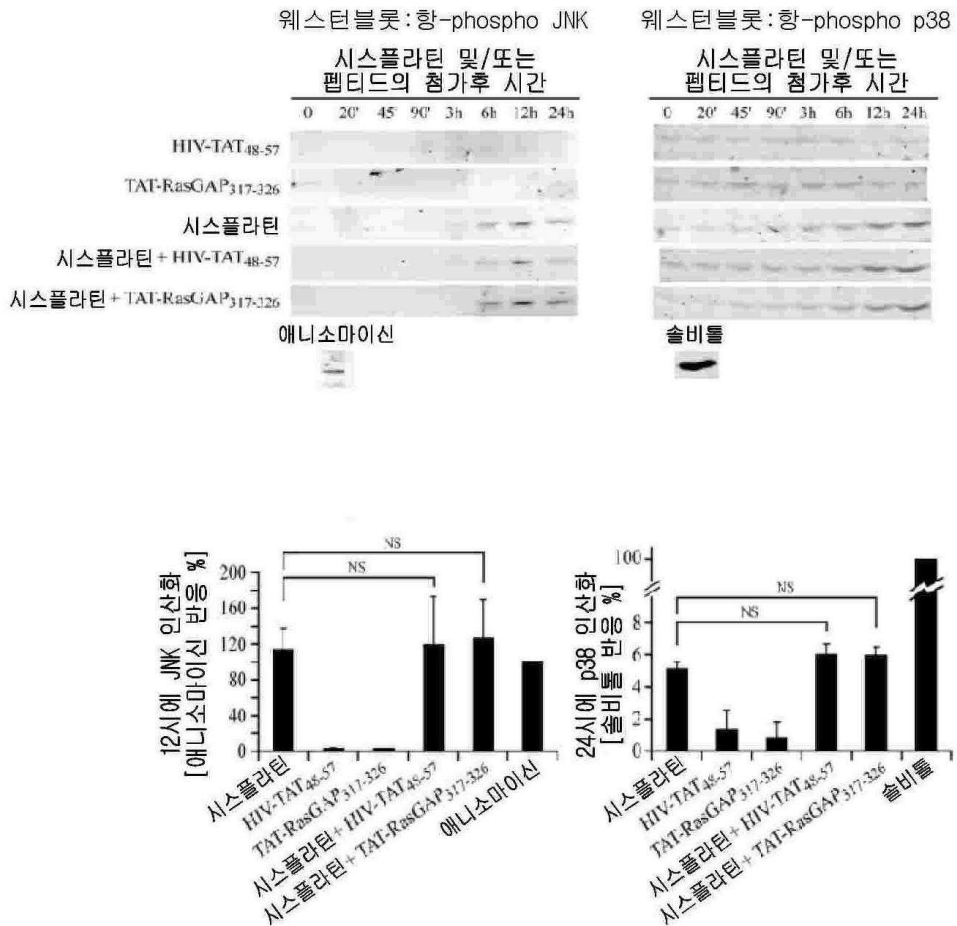 웨스턴블롯:항-phospho JNK
시스플라틴 및/또는
펩티드의 첨가후 시간
0 20' 45' 90' 3h 6h 12h 24h
웨스턴블롯:항-phospho p38
시스플라틴 및/또는
펩티드의 첨가후 시간
0 20' 45' 90' 3h 6h 12h 24h
HIV-TAT48-57
TAT-RasGAP317-326
시스플라틴
시스플라틴+HIV-TAT48-57
시스플라틴+TAT-RasGAP317-326
애니소마이신
솔비톨
12시에 JNK 인산화
[애니소마이신 반응 %]
200
160
120
80
40
0
NS
NS
시스플라틴
HIV-TAT48-57
TAT-RasGAP317-326
시스플라틴+HIV-TAT48-57
시스플라틴+TAT-RasGAP317-326
애니소마이신
24시에 p38 인산화
[솔비톨 반응 %]
100
8
6
4
2
0
NS
NS
시스플라틴
HIV-TAT48-57
TAT-RasGAP317-326
시스플라틴+HIV-TAT48-57
시스플라틴+TAT-RasGAP317-326
솔비톨